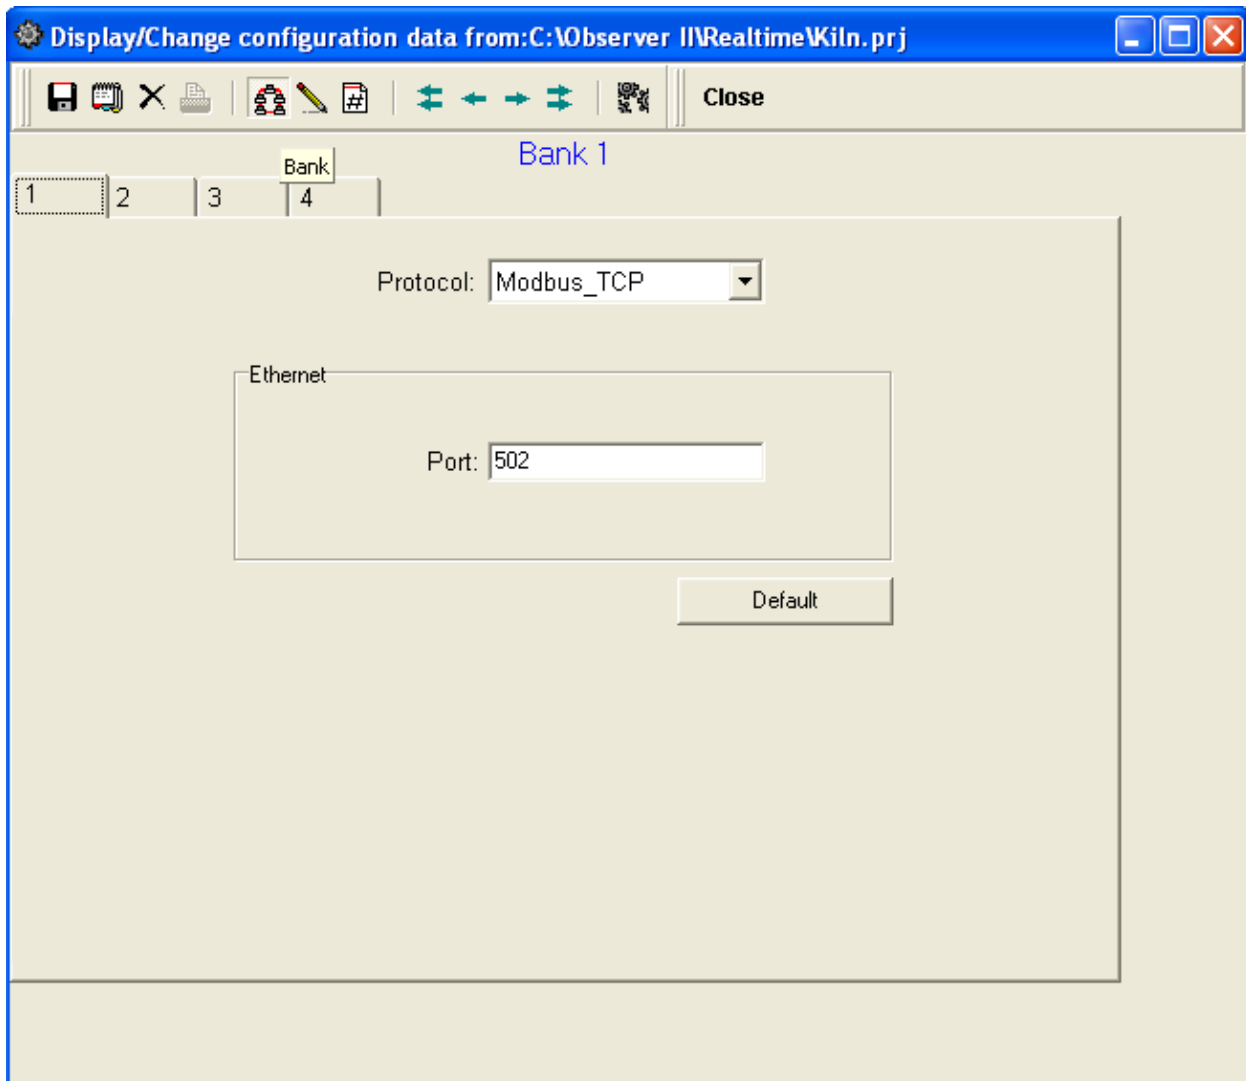 Display/Change configuration data from:C:\Observer II\Realtime\Kiln.prj
# Close
Bank 1
Bank
1 2 3 4
Protocol: Modbus_TCP
Ethernet
Port: 502
Default